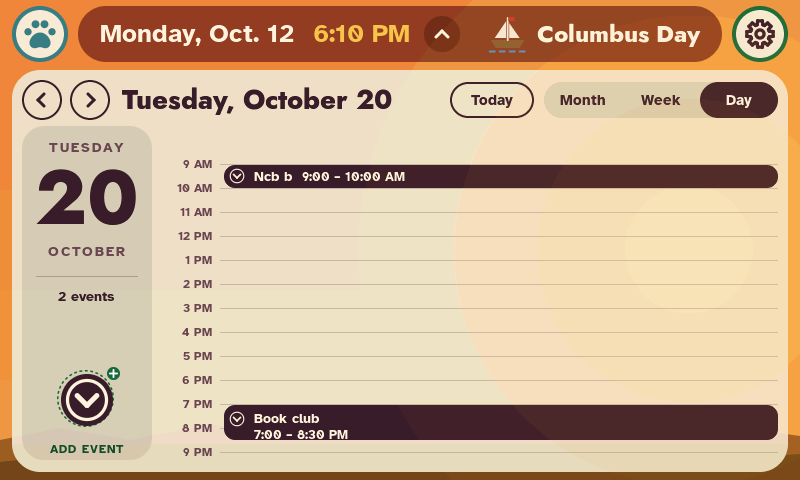 Monday, Oct. 12 6:10 PM Columbus Day
Tuesday, October 20 Today Month Week Day
TUESDAY
20
OCTOBER
2 events
ADD EVENT
9 AM
Ncb b 9:00 – 10:00 AM
10 AM
11 AM
12 PM
1 PM
2 PM
3 PM
4 PM
5 PM
6 PM
7 PM
Book club
8 PM
7:00 – 8:30 PM
9 PM